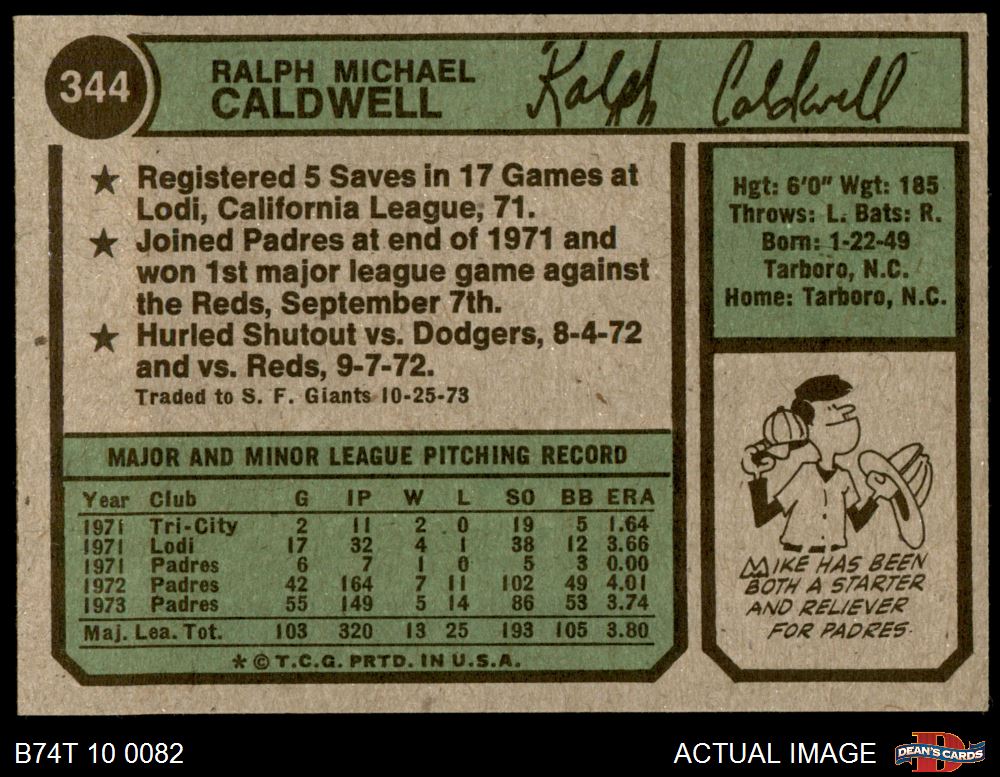 344
RALPH MICHAEL
CALDWELL
Ralph Caldwell
★ Registered 5 Saves in 17 Games at
Lodi, California League, 71.
★ Joined Padres at end of 1971 and
won 1st major league game against
the Reds, September 7th.
★ Hurled Shutout vs. Dodgers, 8-4-72
and vs. Reds, 9-7-72.
Traded to S. F. Giants 10-25-73
Hgt: 6'0" Wgt: 185
Throws: L. Bats: R.
Born: 1-22-49
Tarboro, N.C.
Home: Tarboro, N.C.
MAJOR AND MINOR LEAGUE PITCHING RECORD
Year Club G IP W L SO BB ERA
1971 Tri-City 2 11 2 0 19 5 1.64
1971 Lodi 17 32 4 1 38 12 3.66
1971 Padres 6 7 1 0 5 3 0.00
1972 Padres 42 164 7 11 102 49 4.01
1973 Padres 55 149 5 14 86 53 3.74
Maj. Lea. Tot. 103 320 13 25 193 105 3.80
* © T.C.G. PRTD. IN U.S.A.
MIKE HAS BEEN
BOTH A STARTER
AND RELIEVER
FOR PADRES.
B74T 10 0082
ACTUAL IMAGE
DEAN'S CARDS